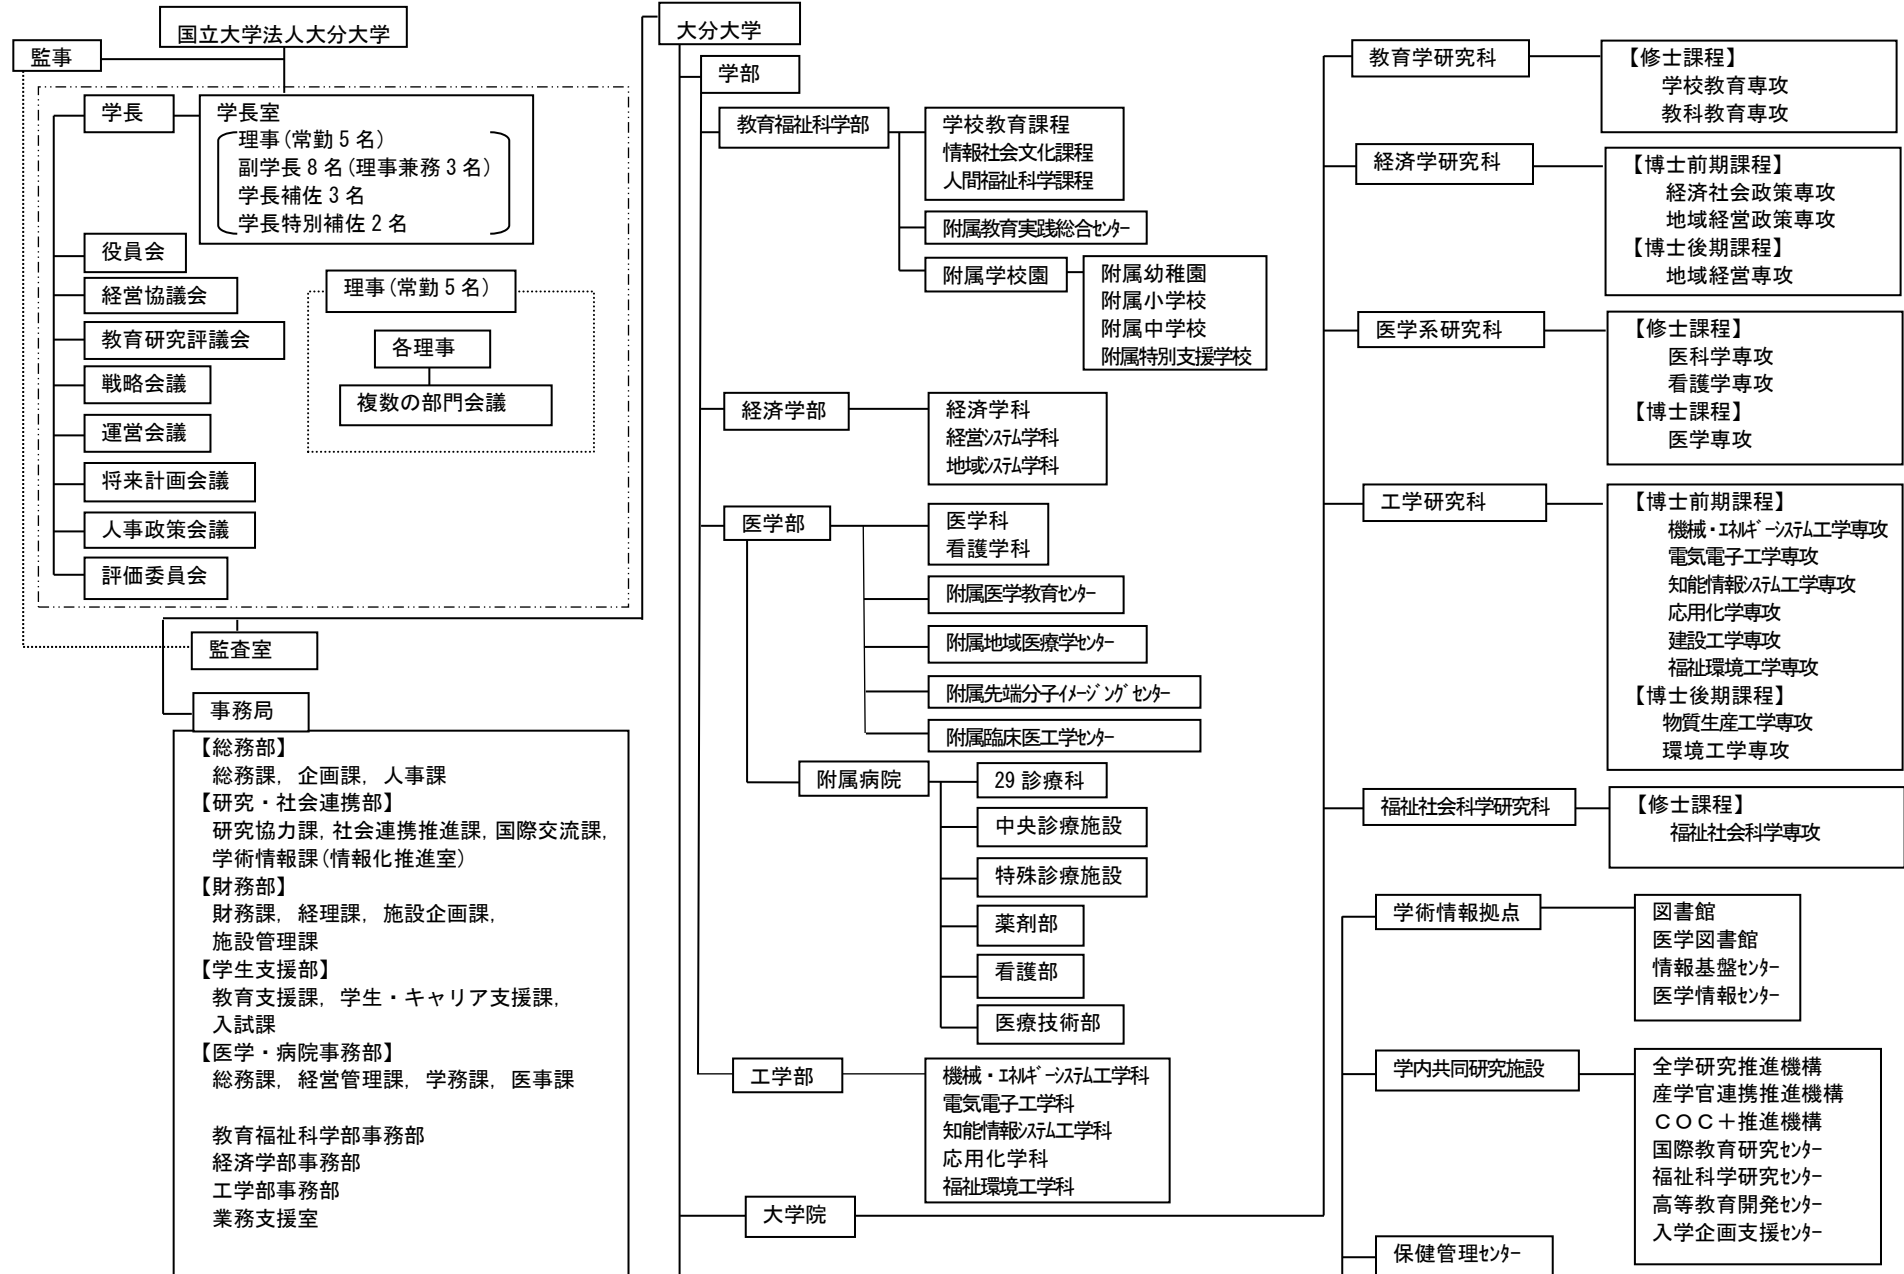 国立大学法人大分大学
監事
学長
学長室
理事(常勤5名)
副学長8名(理事兼務3名)
学長補佐3名
学長特別補佐2名
役員会
経営協議会
教育研究評議会
戦略会議
運営会議
将来計画会議
人事政策会議
評価委員会
理事(常勤5名)
各理事
複数の部門会議
監査室
事務局
【総務部】
総務課, 企画課, 人事課
【研究・社会連携部】
研究協力課, 社会連携推進課, 国際交流課,
学術情報課(情報化推進室)
【財務部】
財務課, 経理課, 施設企画課,
施設管理課
【学生支援部】
教育支援課, 学生・キャリア支援課,
入試課
【医学・病院事務部】
総務課, 経営管理課, 学務課, 医事課
教育福祉科学部事務部
経済学部事務部
工学部事務部
業務支援室
大分大学
学部
教育福祉科学部
学校教育課程
情報社会文化課程
人間福祉科学課程
附属教育実践総合ｾﾝﾀｰ
附属学校園
附属幼稚園
附属小学校
附属中学校
附属特別支援学校
経済学部
経済学科
経営ｼｽﾃﾑ学科
地域ｼｽﾃﾑ学科
医学部
医学科
看護学科
附属医学教育ｾﾝﾀｰ
附属地域医療学ｾﾝﾀｰ
附属先端分子ｲﾒｰｼﾞﾝｸﾞｾﾝﾀｰ
附属臨床医工学ｾﾝﾀｰ
附属病院
29診療科
中央診療施設
特殊診療施設
薬剤部
看護部
医療技術部
工学部
機械・ｴﾈﾙｷﾞｰｼｽﾃﾑ工学科
電気電子工学科
知能情報ｼｽﾃﾑ工学科
応用化学科
福祉環境工学科
大学院
教育学研究科
【修士課程】
学校教育専攻
教科教育専攻
経済学研究科
【博士前期課程】
経済社会政策専攻
地域経営政策専攻
【博士後期課程】
地域経営専攻
医学系研究科
【修士課程】
医科学専攻
看護学専攻
【博士課程】
医学専攻
工学研究科
【博士前期課程】
機械・ｴﾈﾙｷﾞｰｼｽﾃﾑ工学専攻
電気電子工学専攻
知能情報ｼｽﾃﾑ工学専攻
応用化学専攻
建設工学専攻
福祉環境工学専攻
【博士後期課程】
物質生産工学専攻
環境工学専攻
福祉社会科学研究科
【修士課程】
福祉社会科学専攻
学術情報拠点
図書館
医学図書館
情報基盤ｾﾝﾀｰ
医学情報ｾﾝﾀｰ
学内共同研究施設
全学研究推進機構
産学官連携推進機構
ＣＯＣ＋推進機構
国際教育研究ｾﾝﾀｰ
福祉科学研究ｾﾝﾀｰ
高等教育開発ｾﾝﾀｰ
入学企画支援ｾﾝﾀｰ
保健管理ｾﾝﾀｰ